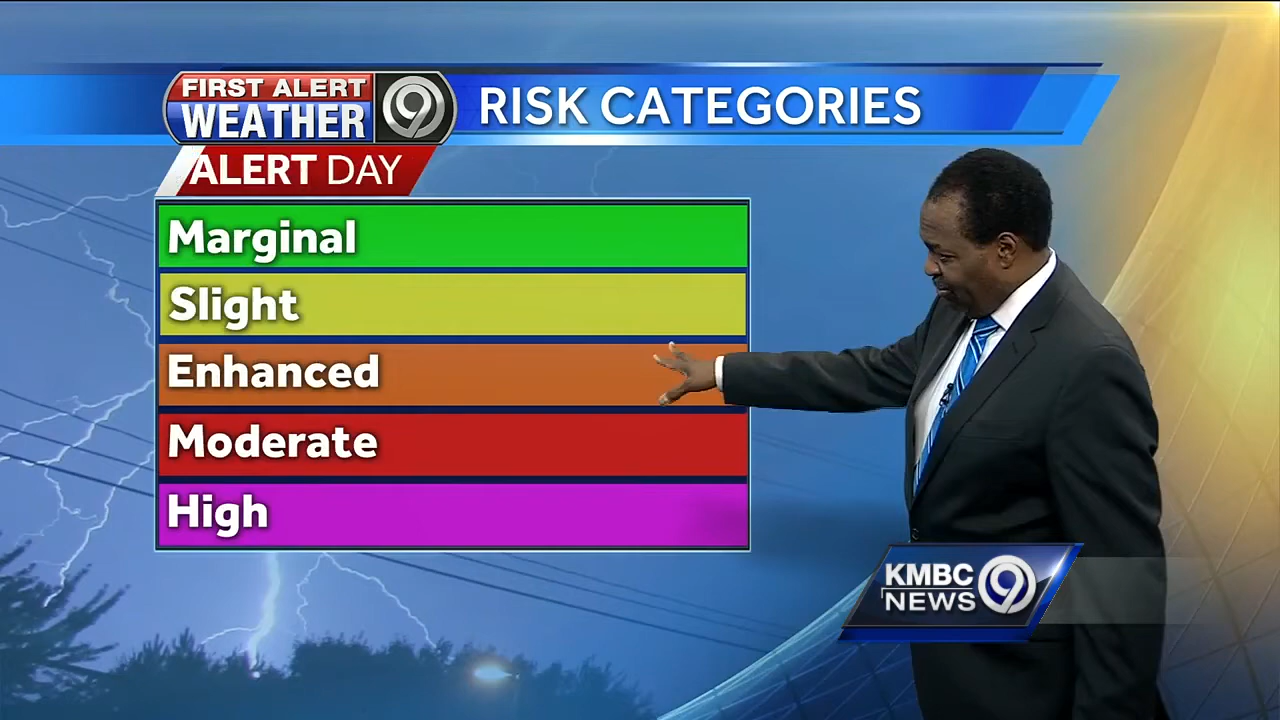 FIRST ALERT
WEATHER 9
RISK CATEGORIES
ALERT DAY
Marginal
Slight
Enhanced
Moderate
High
KMBC
NEWS 9